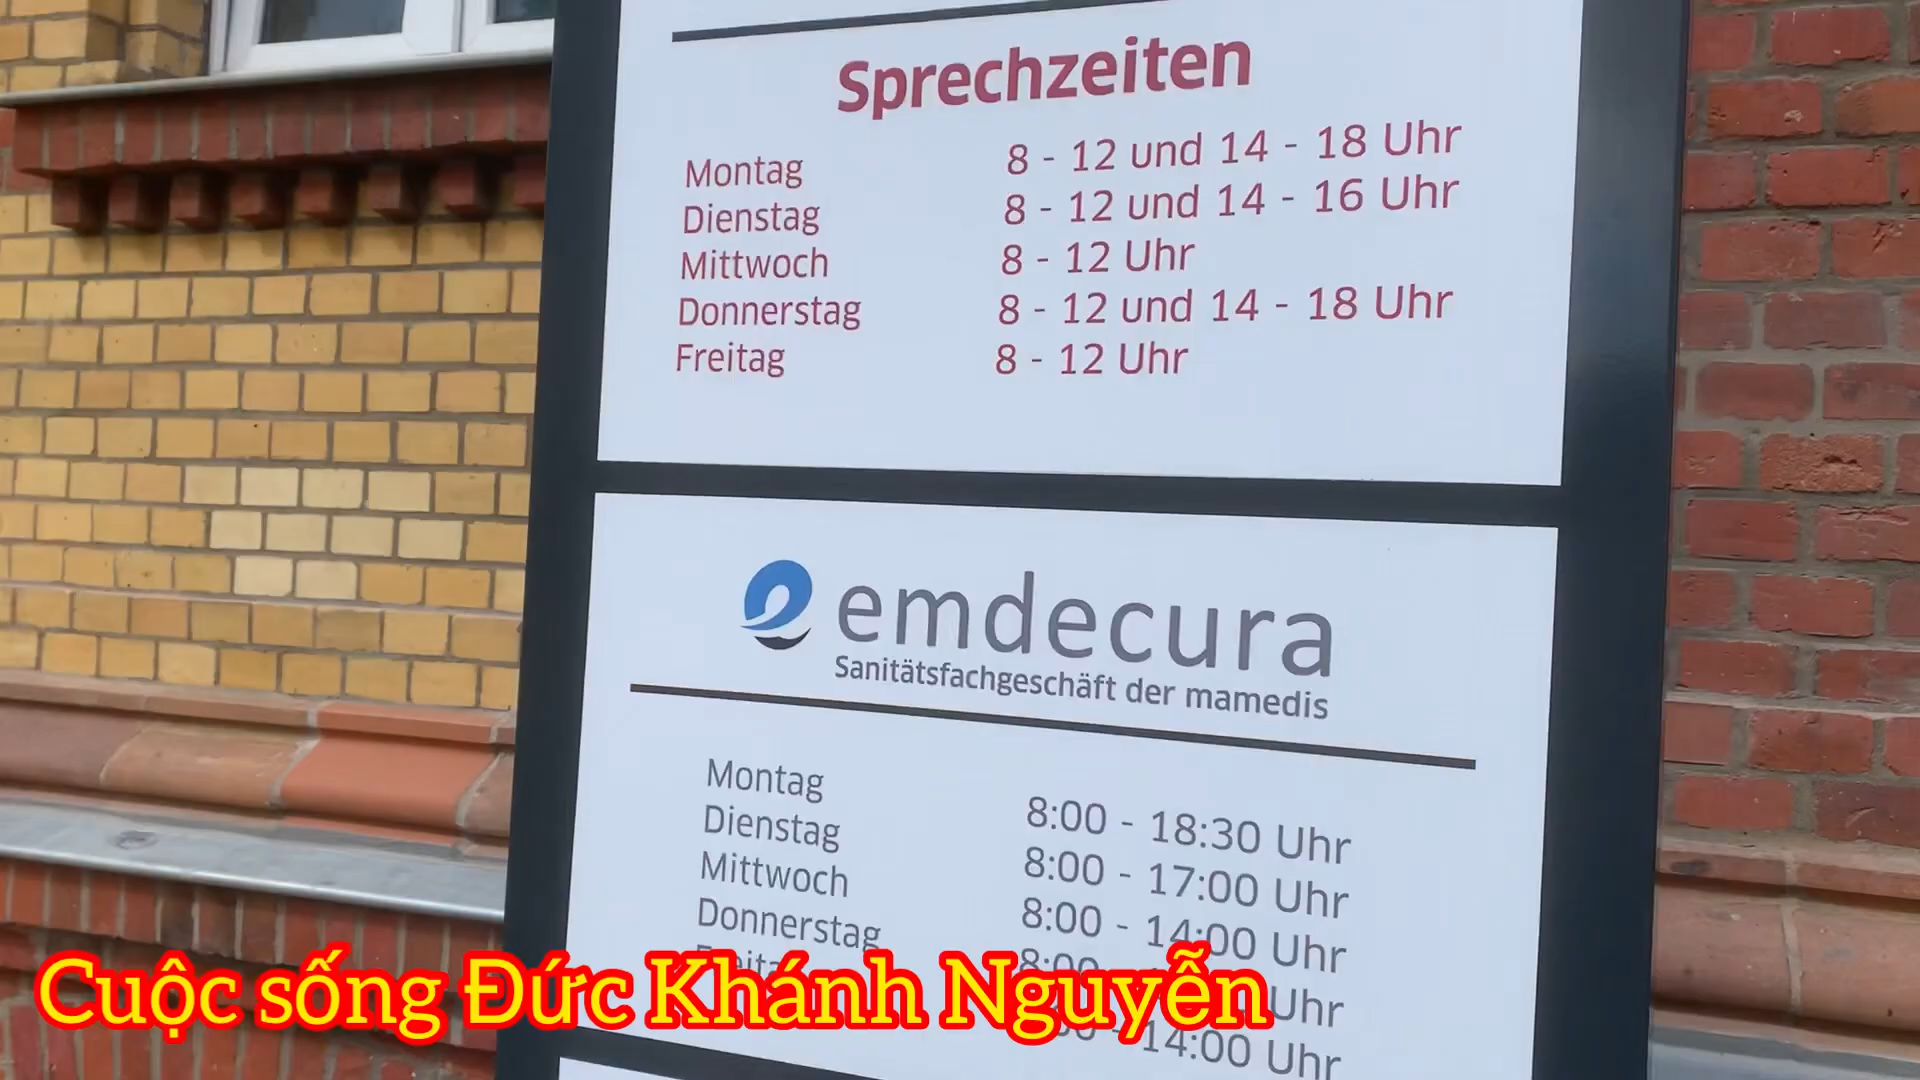 Sprechzeiten
Montag 8 - 12 und 14 - 18 Uhr
Dienstag 8 - 12 und 14 - 16 Uhr
Mittwoch 8 - 12 Uhr
Donnerstag 8 - 12 und 14 - 18 Uhr
Freitag 8 - 12 Uhr
emdecura
Sanitätsfachgeschäft der mamedis
Montag 8:00 - 18:30 Uhr
Dienstag 8:00 - 17:00 Uhr
Mittwoch 8:00 - 14:00 Uhr
Donnerstag 8:00 Uhr
14:00 Uhr
Cuộc sống Đức Khánh Nguyễn